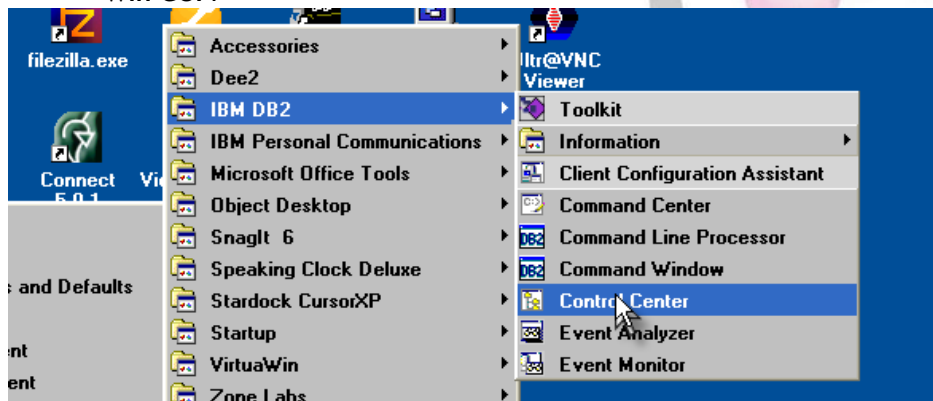 filezilla.exe
Connect
5.0.1
Vi
Ultr@VNC
Viewer
s and Defaults
ent
ent
Accessories
Dee2
IBM DB2
IBM Personal Communications
Microsoft Office Tools
Object Desktop
SnagIt 6
Speaking Clock Deluxe
Stardock CursorXP
Startup
VirtuaWin
Zone Labs
Toolkit
Information
Client Configuration Assistant
Command Center
Command Line Processor
Command Window
Control Center
Event Analyzer
Event Monitor